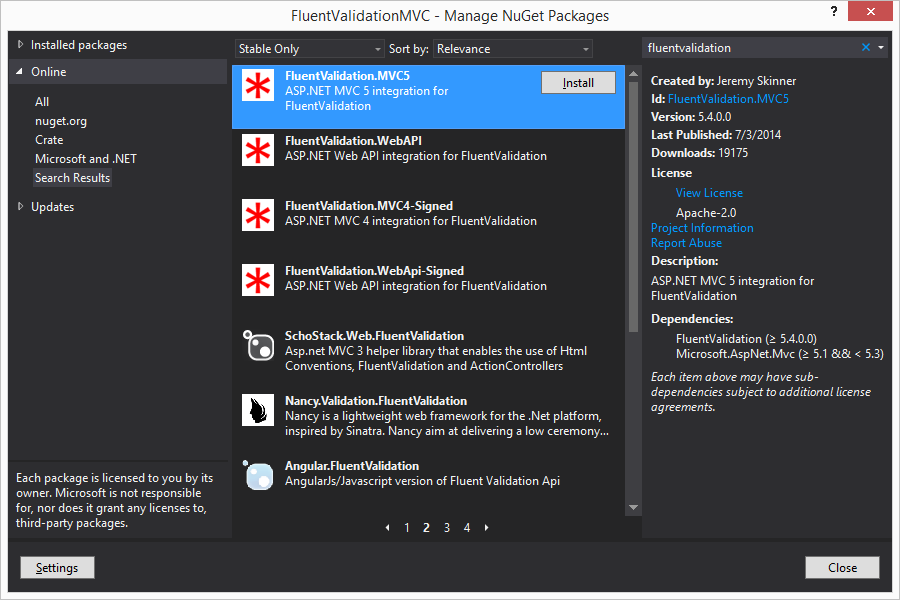 FluentValidationMVC - Manage NuGet Packages
?
Installed packages
Online
All
nuget.org
Crate
Microsoft and .NET
Search Results
Updates
Each package is licensed to you by its
owner. Microsoft is not responsible
for, nor does it grant any licenses to,
third-party packages.
Stable Only
Sort by: Relevance
FluentValidation.MVC5
ASP.NET MVC 5 integration for
FluentValidation
Install
FluentValidation.WebAPI
ASP.NET Web API integration for FluentValidation
FluentValidation.MVC4-Signed
ASP.NET MVC 4 integration for FluentValidation
FluentValidation.WebApi-Signed
ASP.NET Web API integration for FluentValidation
SchoStack.Web.FluentValidation
Asp.net MVC 3 helper library that enables the use of Html
Conventions, FluentValidation and ActionControllers
Nancy.Validation.FluentValidation
Nancy is a lightweight web framework for the .Net platform,
inspired by Sinatra. Nancy aim at delivering a low ceremony...
Angular.FluentValidation
AngularJs/Javascript version of Fluent Validation Api
1 2 3 4
fluentvalidation
Created by: Jeremy Skinner
Id: FluentValidation.MVC5
Version: 5.4.0.0
Last Published: 7/3/2014
Downloads: 19175
License
View License
Apache-2.0
Project Information
Report Abuse
Description:
ASP.NET MVC 5 integration for
FluentValidation
Dependencies:
FluentValidation (≥ 5.4.0.0)
Microsoft.AspNet.Mvc (≥ 5.1 && < 5.3)
Each item above may have sub-
dependencies subject to additional license
agreements.
Settings
Close